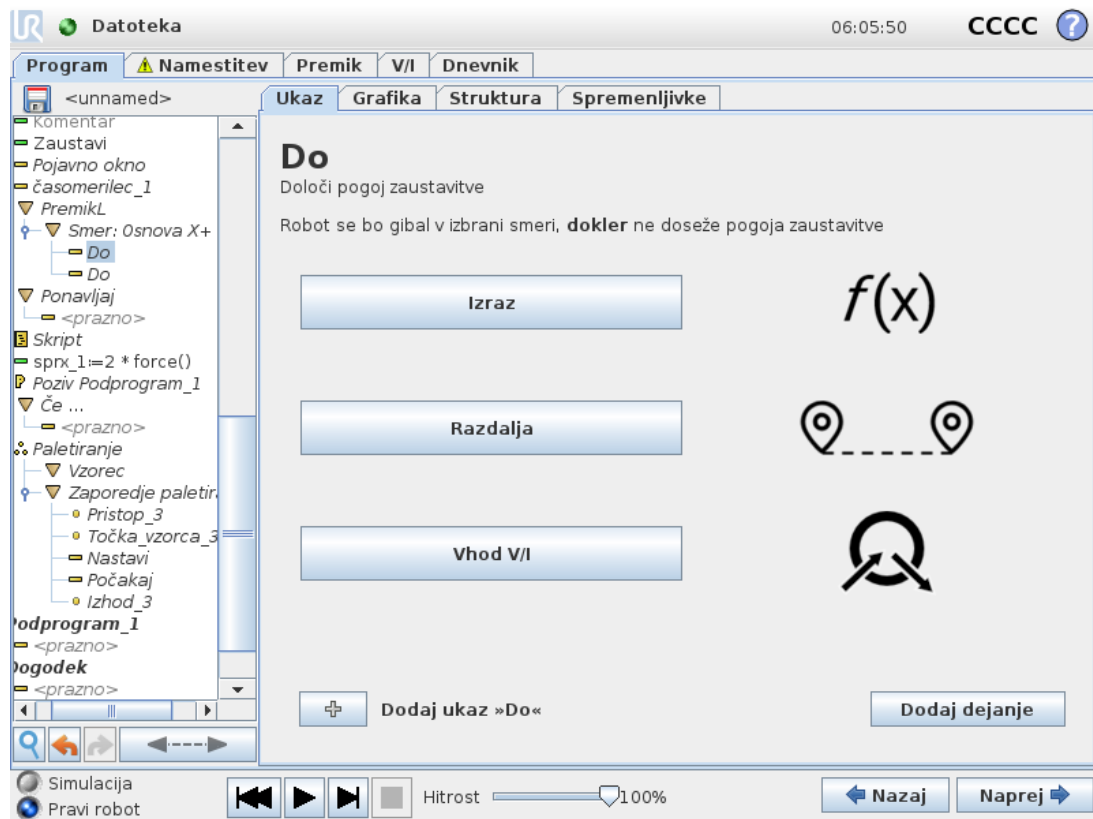 Datoteka
06:05:50
CCCC
?
Program
Namestitev
Premik
V/I
Dnevnik
<unnamed>
Ukaz
Grafika
Struktura
Spremenljivke
Komentar
Zaustavi
Pojavno okno
časomerilec_1
PremikL
Smer: Osnova X+
Do
Do
Ponavljaj
<prazno>
Skript
sprx_1:=2 * force()
Poziv Podprogram_1
Če ...
<prazno>
Paletiranje
Vzorec
Zaporedje paletir
Pristop_3
Točka_vzorca_3
Nastavi
Počakaj
Izhod_3
Podprogram_1
<prazno>
Dogodek
<prazno>
Do
Določi pogoj zaustavitve
Robot se bo gibal v izbrani smeri, dokler ne doseže pogoja zaustavitve
Izraz
f(x)
Razdalja
Vhod V/I
Dodaj ukaz »Do«
Dodaj dejanje
Simulacija
Pravi robot
Hitrost
100%
Nazaj
Naprej